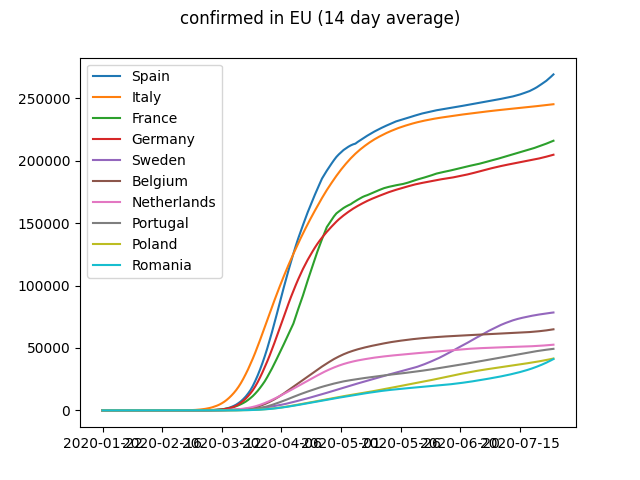 confirmed in EU (14 day average)
Spain
Italy
France
Germany
Sweden
Belgium
Netherlands
Portugal
Poland
Romania
250000
200000
150000
100000
50000
0
2020-01-22 2020-02-16 2020-03-12 2020-04-06 2020-05-01 2020-05-26 2020-06-20 2020-07-15